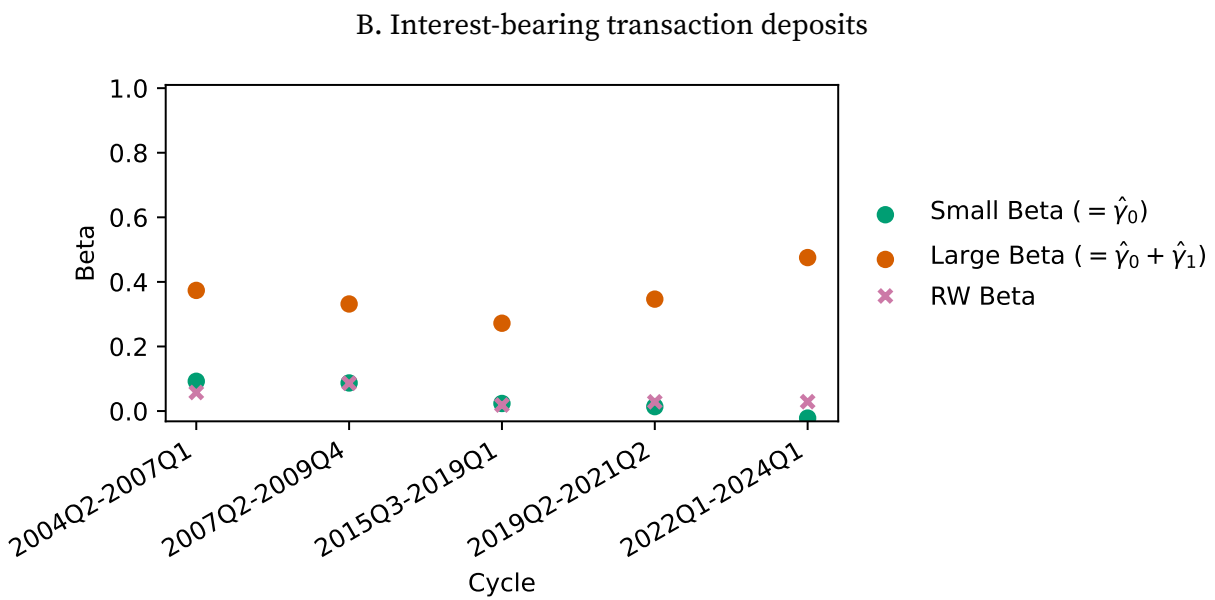 B. Interest-bearing transaction deposits
1.0
0.8
0.6
0.4
0.2
0.0
Beta
Small Beta ( = γ̂₀)
Large Beta ( = γ̂₀ + γ̂₁)
RW Beta
2004Q2-2007Q1
2007Q2-2009Q4
2015Q3-2019Q1
2019Q2-2021Q2
2022Q1-2024Q1
Cycle